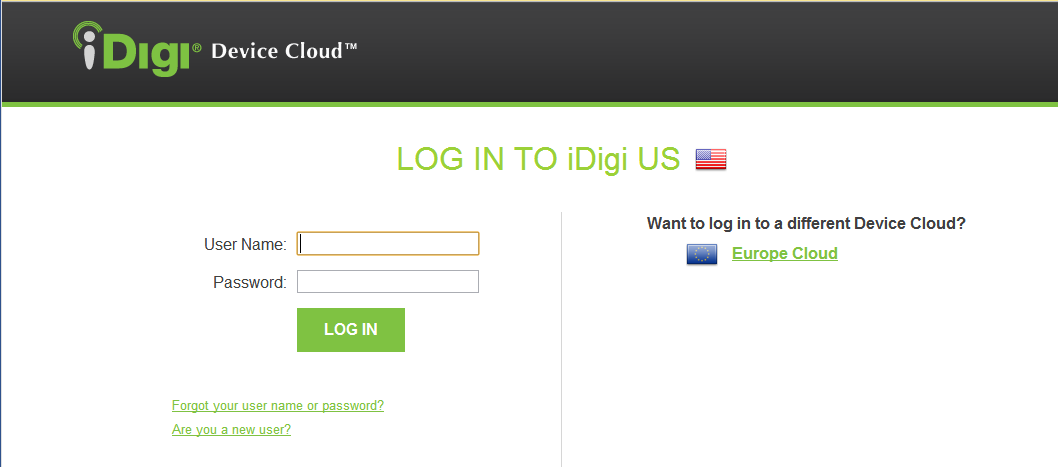 iDigi® Device Cloud™
LOG IN TO iDigi US
User Name:
Password:
LOG IN
Forgot your user name or password?
Are you a new user?
Want to log in to a different Device Cloud?
Europe Cloud